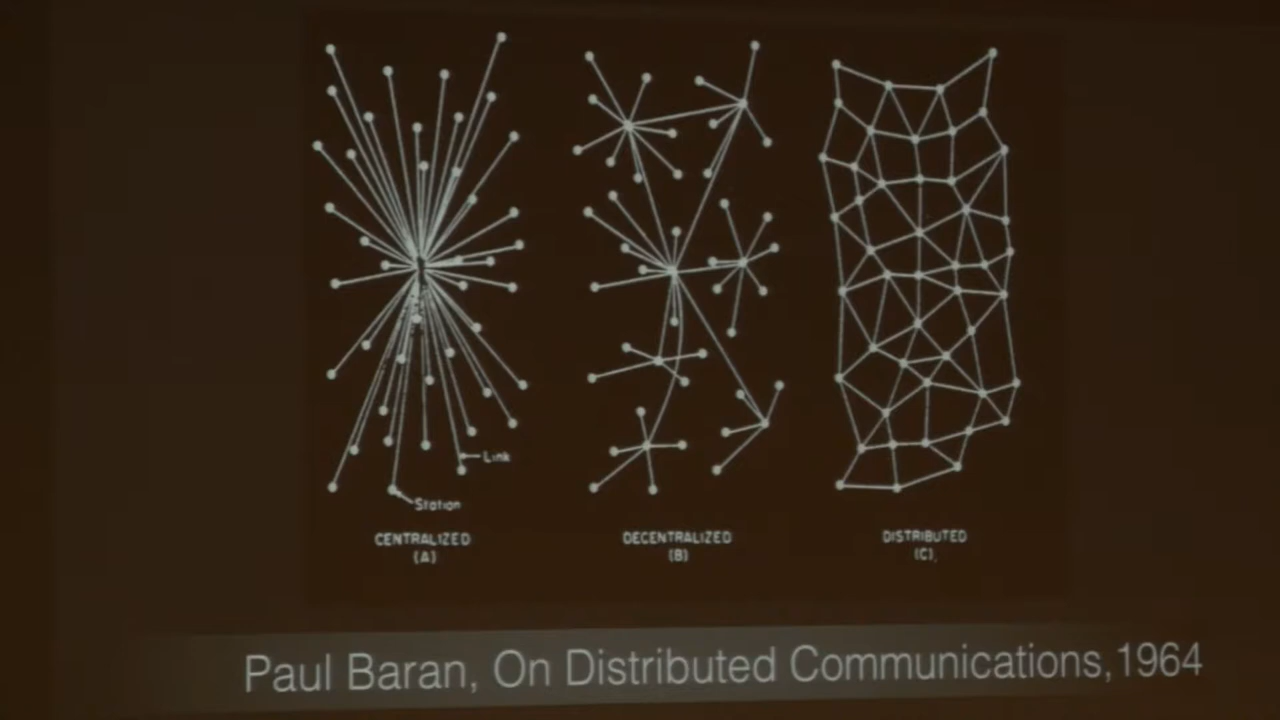 Link
Station
CENTRALIZED
(A)
DECENTRALIZED
(B)
DISTRIBUTED
(C)
Paul Baran, On Distributed Communications,1964